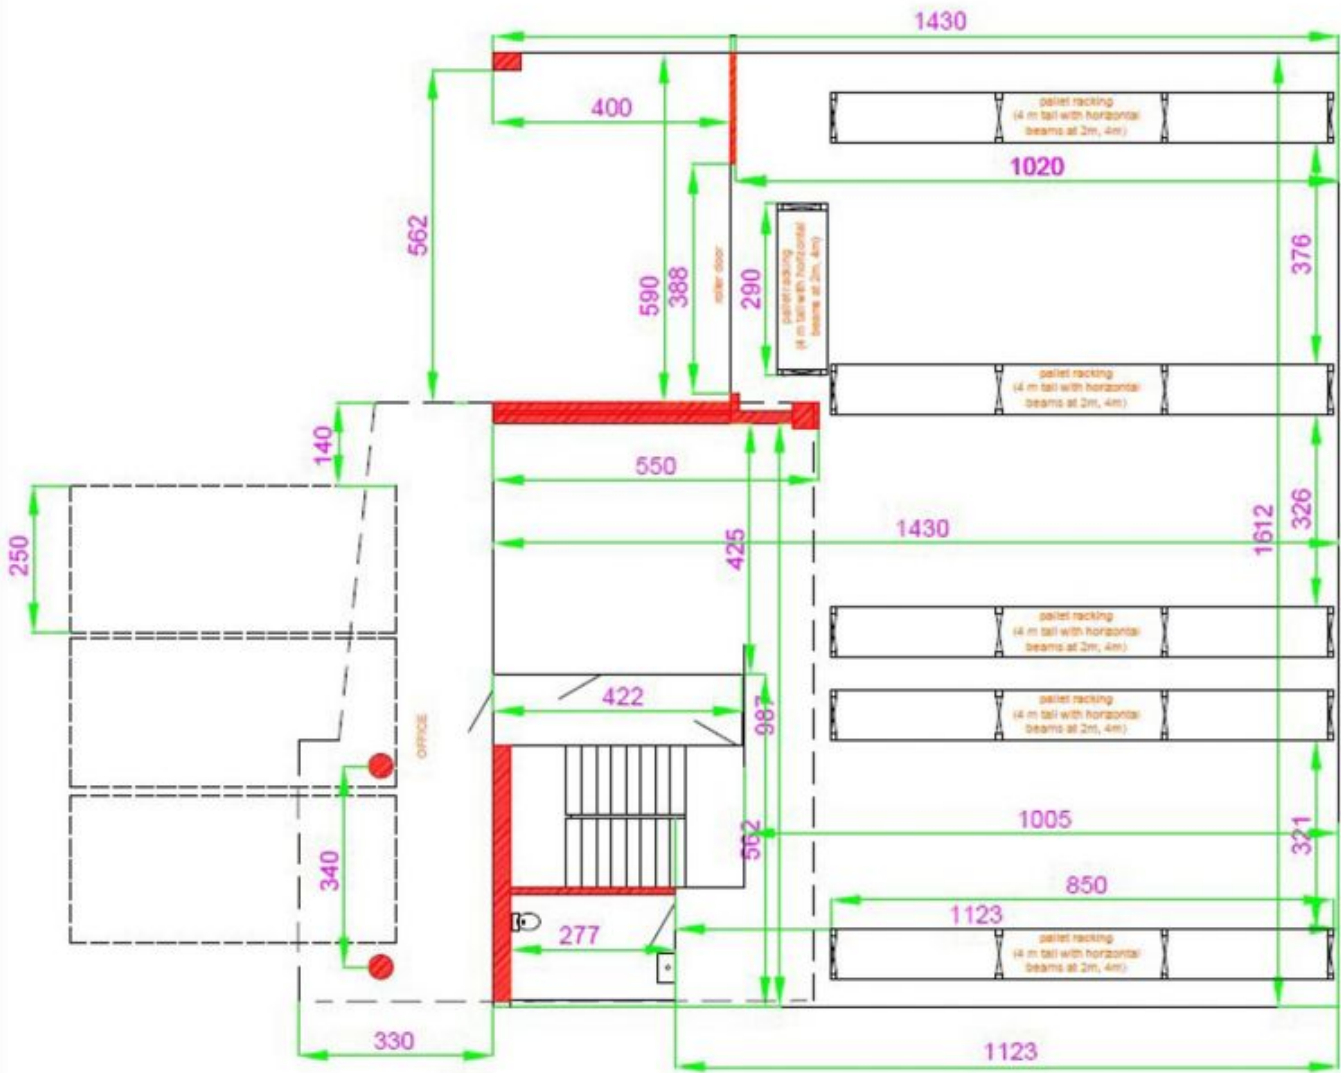 1430
400
pallet racking
(4 m tall with horizontal
beams at 2m, 4m)
1020
562
590
388
roller door
290
pallet racking
(4 m tall with horizontal
beams at 2m, 4m)
376
pallet racking
(4 m tall with horizontal
beams at 2m, 4m)
140
550
250
425
1430
1612
326
pallet racking
(4 m tall with horizontal
beams at 2m, 4m)
422
987
OFFICE
pallet racking
(4 m tall with horizontal
beams at 2m, 4m)
340
562
1005
321
850
1123
277
pallet racking
(4 m tall with horizontal
beams at 2m, 4m)
330
1123